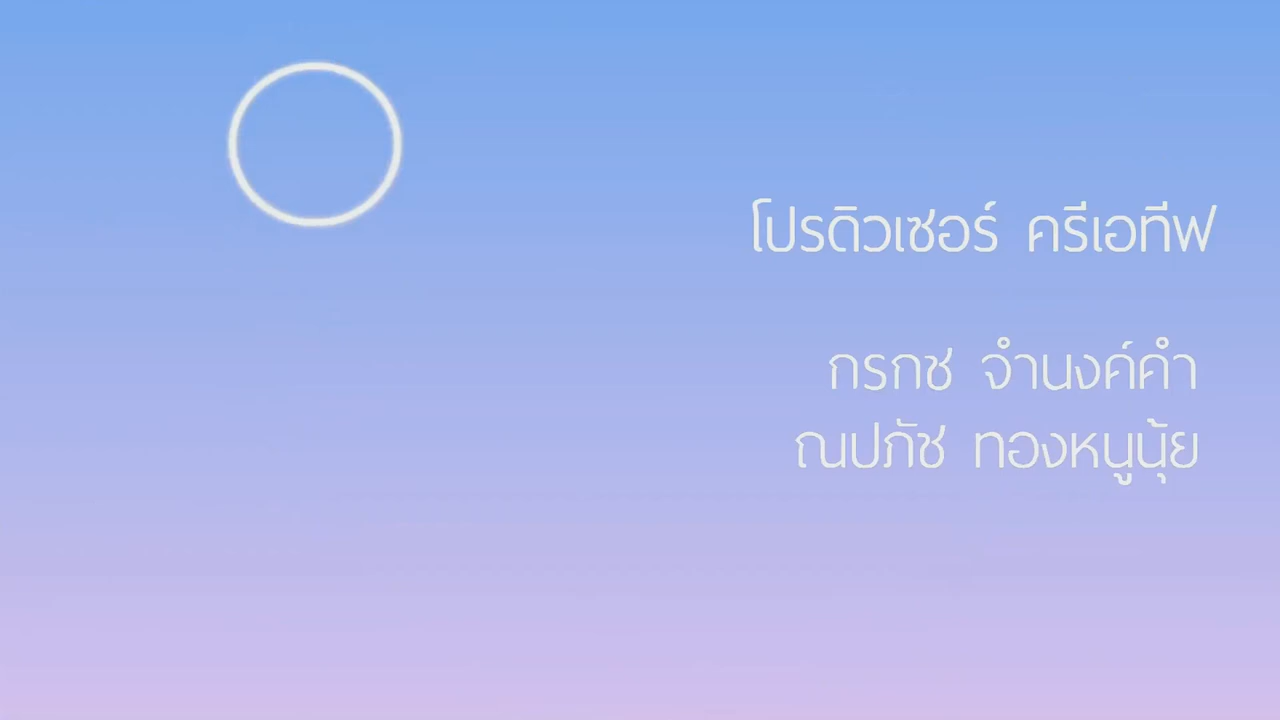 โปรดิวเซอร์ ครีเอทีฟ
กรกช จำนงค์คำ
ณปภัช ทองหนูนุ้ย